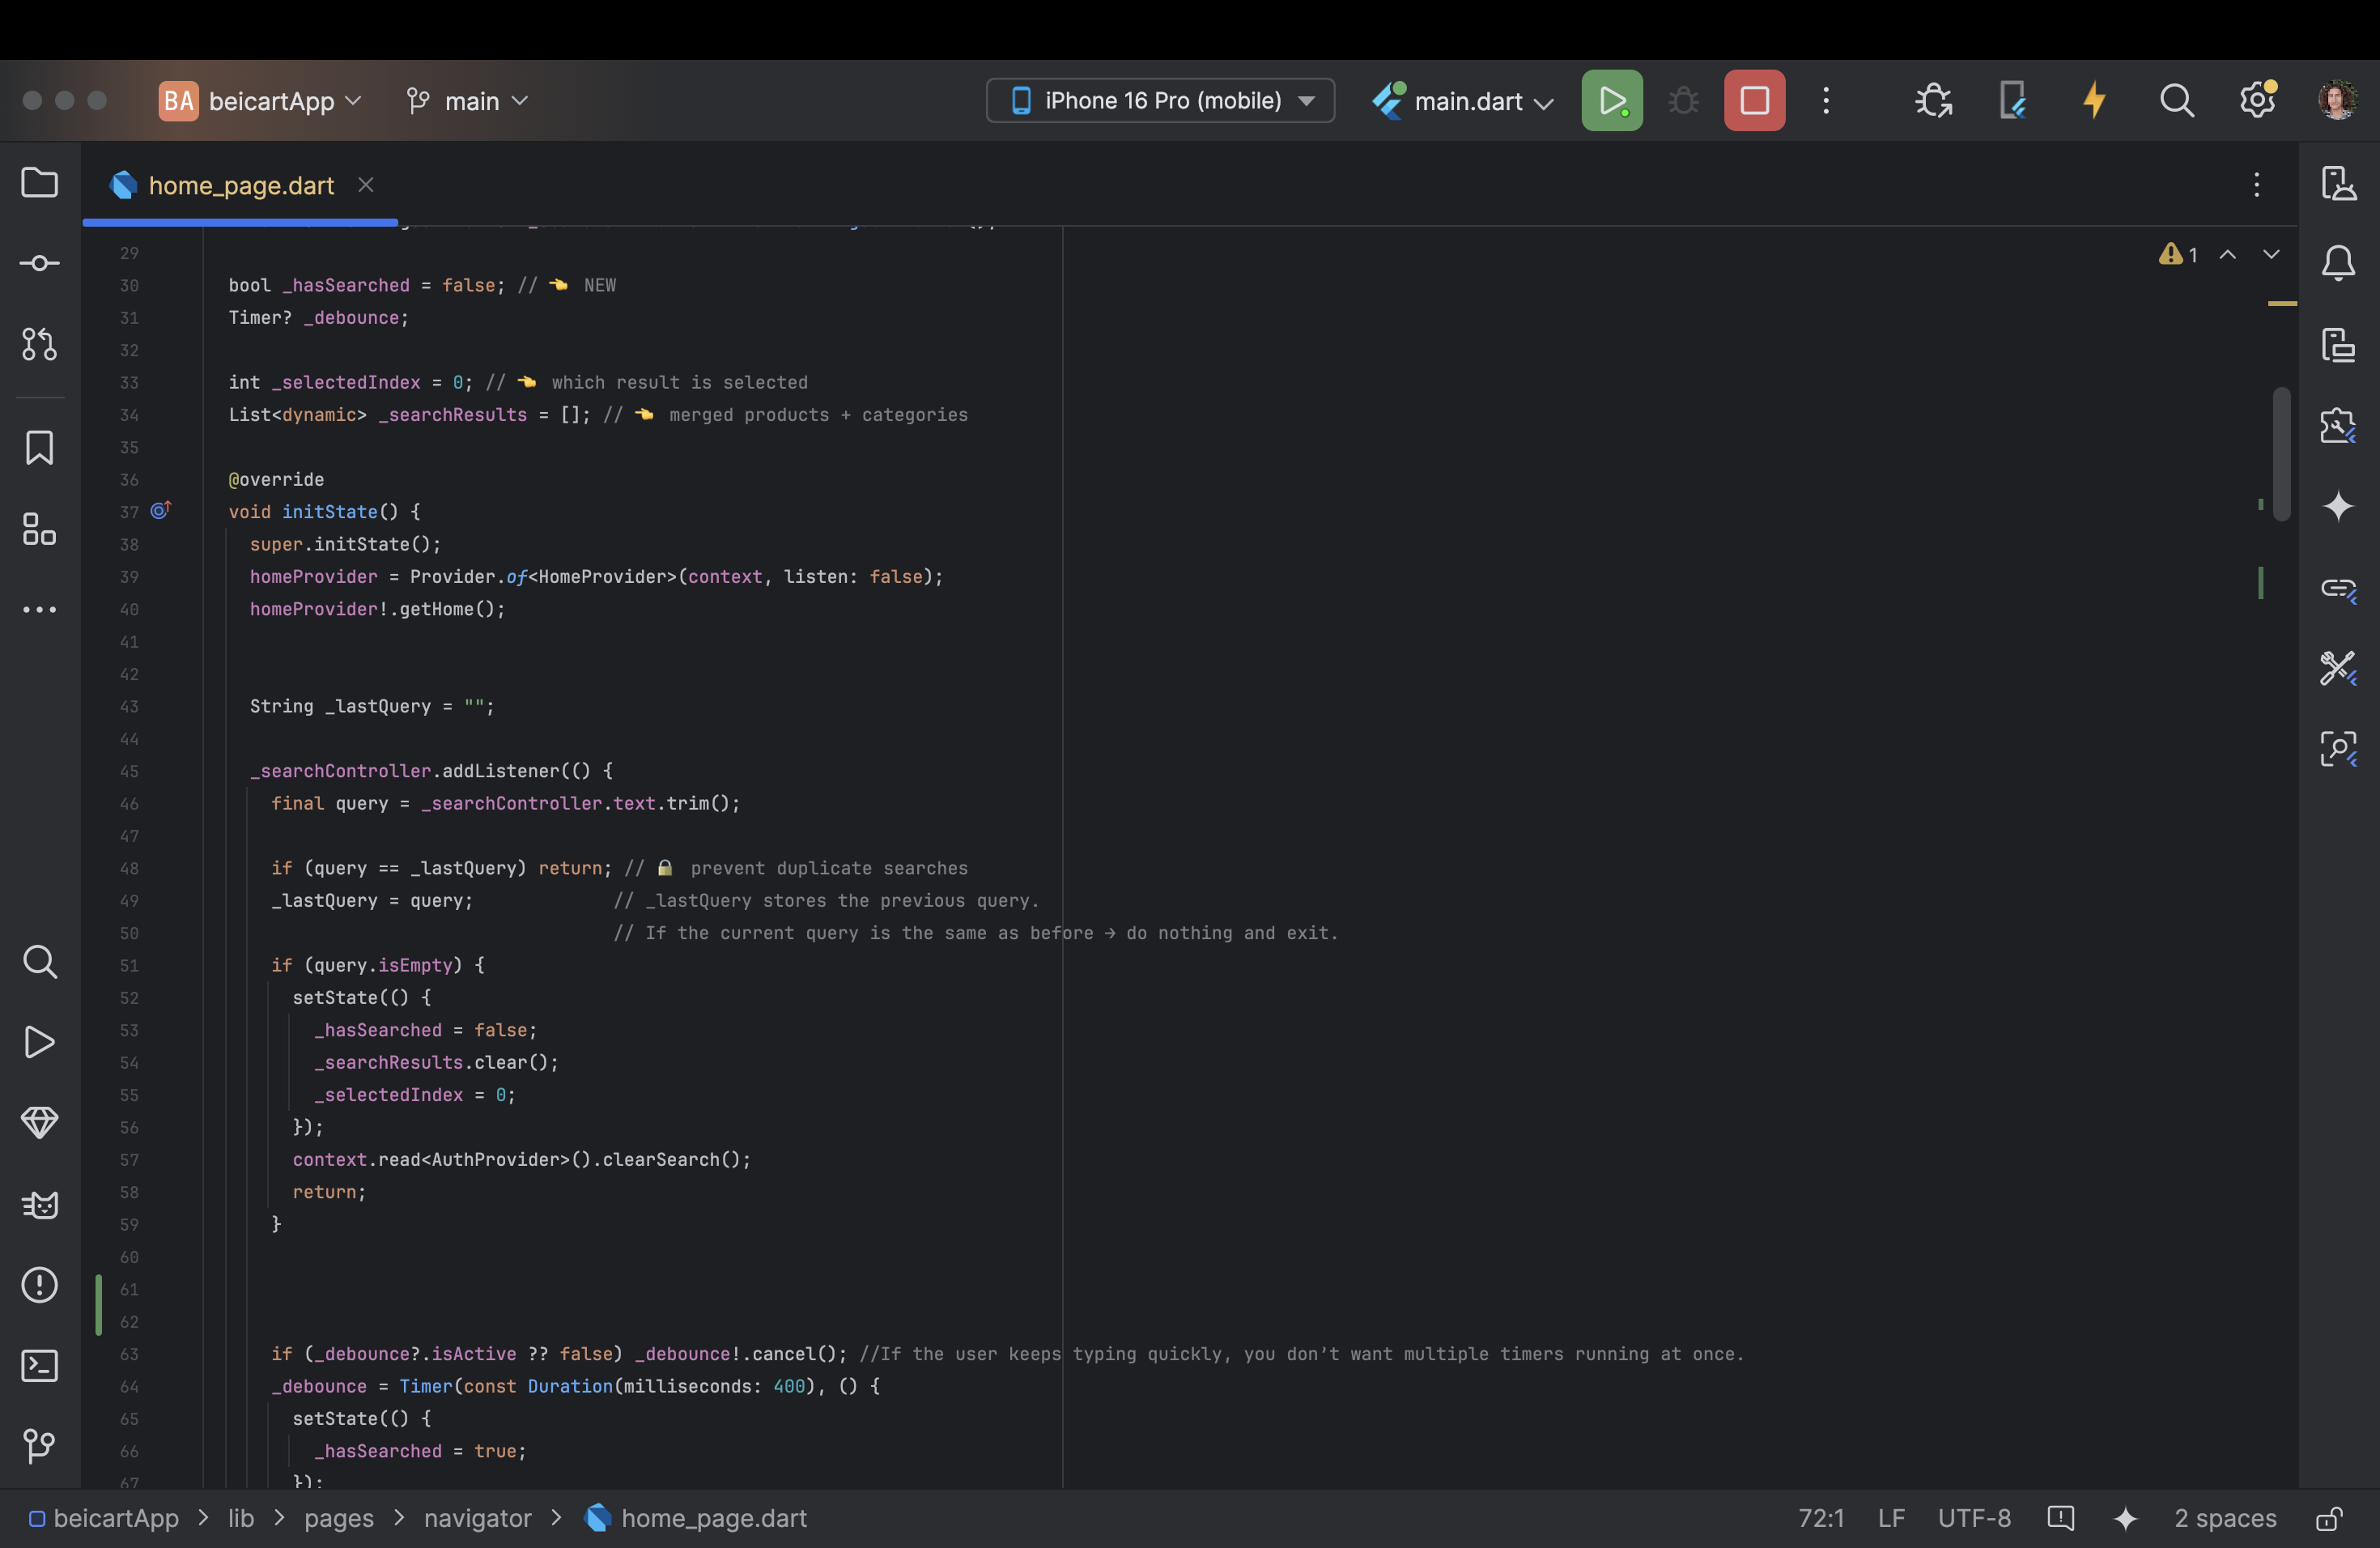 BA beicartApp main iPhone 16 Pro (mobile) main.dart
home_page.dart
1
29
30 bool _hasSearched = false; // 👈 NEW
31 Timer? _debounce;
32
33 int _selectedIndex = 0; // 👈 which result is selected
34 List<dynamic> _searchResults = []; // 👈 merged products + categories
35
36 @override
37 void initState() {
38 super.initState();
39 homeProvider = Provider.of<HomeProvider>(context, listen: false);
40 homeProvider!.getHome();
41
42
43 String _lastQuery = "";
44
45 _searchController.addListener(() {
46 final query = _searchController.text.trim();
47
48 if (query == _lastQuery) return; // 🔒 prevent duplicate searches
49 _lastQuery = query; // _lastQuery stores the previous query.
50 // If the current query is the same as before → do nothing and exit.
51 if (query.isEmpty) {
52 setState(() {
53 _hasSearched = false;
54 _searchResults.clear();
55 _selectedIndex = 0;
56 });
57 context.read<AuthProvider>().clearSearch();
58 return;
59 }
60
61
62
63 if (_debounce?.isActive ?? false) _debounce!.cancel(); //If the user keeps typing quickly, you don’t want multiple timers running at once.
64 _debounce = Timer(const Duration(milliseconds: 400), () {
65 setState(() {
66 _hasSearched = true;
67 });
beicartApp > lib > pages > navigator > home_page.dart 72:1 LF UTF-8 2 spaces